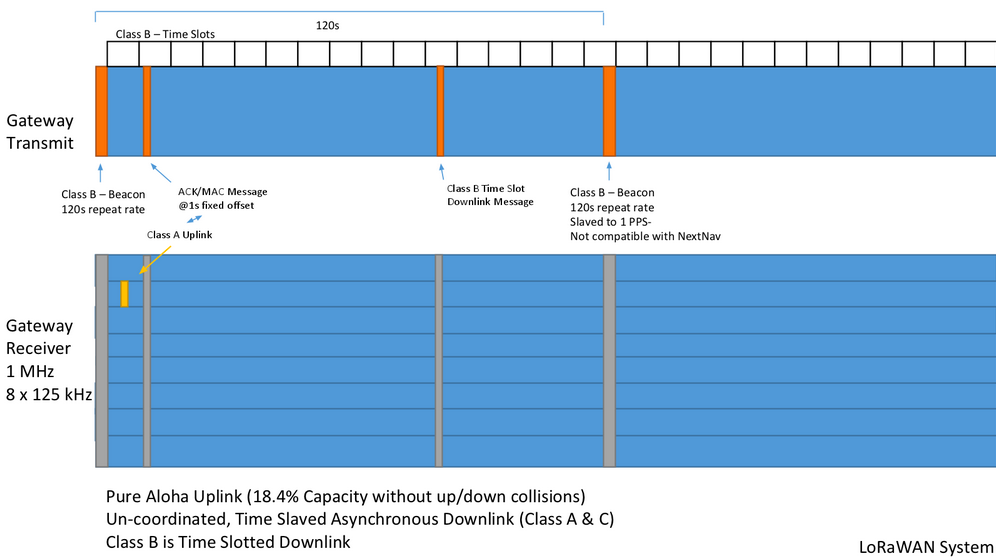 120s
Class B – Time Slots
Gateway
Transmit
Class B – Beacon
120s repeat rate
ACK/MAC Message
@1s fixed offset
Class A Uplink
Class B Time Slot
Downlink Message
Class B – Beacon
120s repeat rate
Slaved to 1 PPS-
Not compatible with NextNav
Gateway
Receiver
1 MHz
8 x 125 kHz
Pure Aloha Uplink (18.4% Capacity without up/down collisions)
Un-coordinated, Time Slaved Asynchronous Downlink (Class A & C)
Class B is Time Slotted Downlink
LoRaWAN System